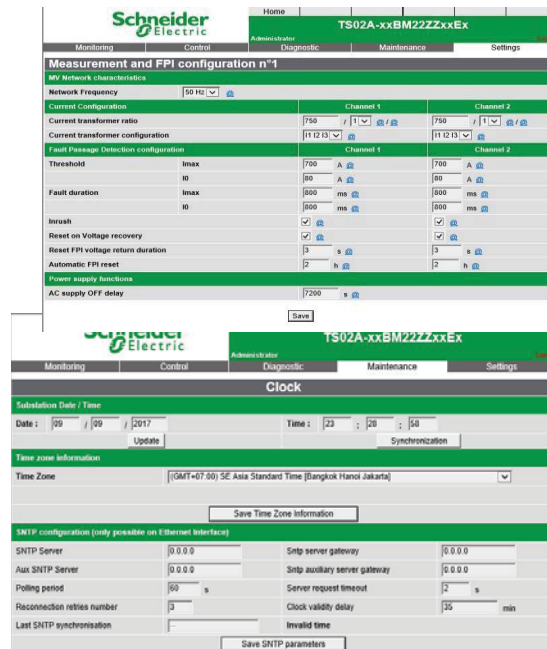 Home
Schneider
Electric
TS02A-xxBM22ZZxxEx
Administrator
Monitoring Control Diagnostic Maintenance Settings
Measurement and FPI configuration n°1
MV Network characteristics
Network Frequency 50 Hz
Current Configuration Channel 1 Channel 2
Current transformer ratio 750 / 1 / 750 / 1 /
Current transformer configuration I1 I2 I3 I1 I2 I3
Fault Passage Detection configuration Channel 1 Channel 2
Threshold Imax 700 A 700 A
I0 80 A 80 A
Fault duration Imax 800 ms 800 ms
I0 800 ms 800 ms
Inrush
Reset on Voltage recovery
Reset FPI voltage return duration 3 s 3 s
Automatic FPI reset 2 h 2 h
Power supply functions
AC supply OFF delay 7200 s
Save
Schneider
Electric
TS02A-xxBM22ZZxxEx
Administrator
Monitoring Control Diagnostic Maintenance Settings
Clock
Substation Date / Time
Date : 09 / 09 / 2017 Time : 23 : 20 : 50
Update Synchronization
Time zone information
Time Zone (GMT+07:00) SE Asia Standard Time [Bangkok Hanoi Jakarta]
Save Time Zone Information
SNTP configuration (only possible on Ethernet Interface)
SNTP Server 0.0.0.0 Sntp server gateway 0.0.0.0
Aux SNTP Server 0.0.0.0 Sntp auxiliary server gateway 0.0.0.0
Polling period 60 s Server request timeout 2 s
Reconnection retries number 3 Clock validity delay 35 min
Last SNTP synchronisation -- Invalid time
Save SNTP parameters